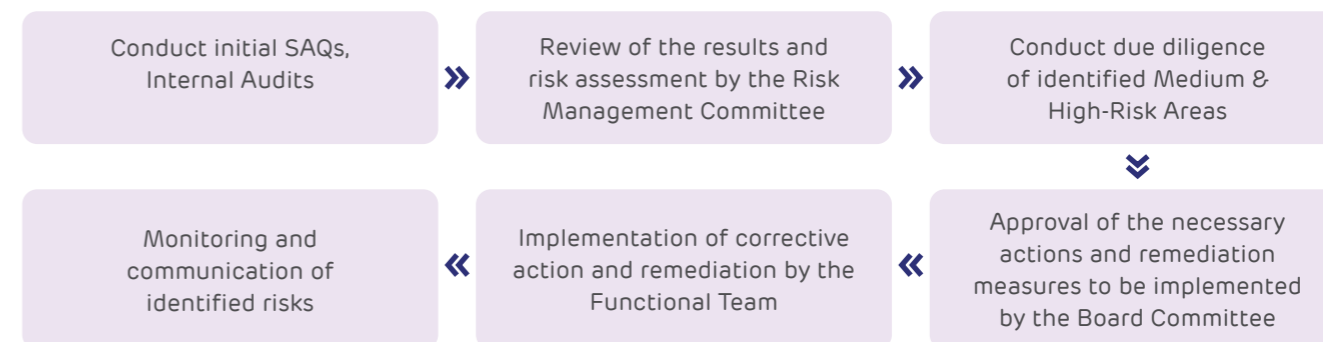 Conduct initial SAQs,
Internal Audits
Review of the results and
risk assessment by the Risk
Management Committee
Conduct due diligence
of identified Medium &
High-Risk Areas
Approval of the necessary
actions and remediation
measures to be implemented
by the Board Committee
Implementation of corrective
action and remediation by the
Functional Team
Monitoring and
communication of
identified risks